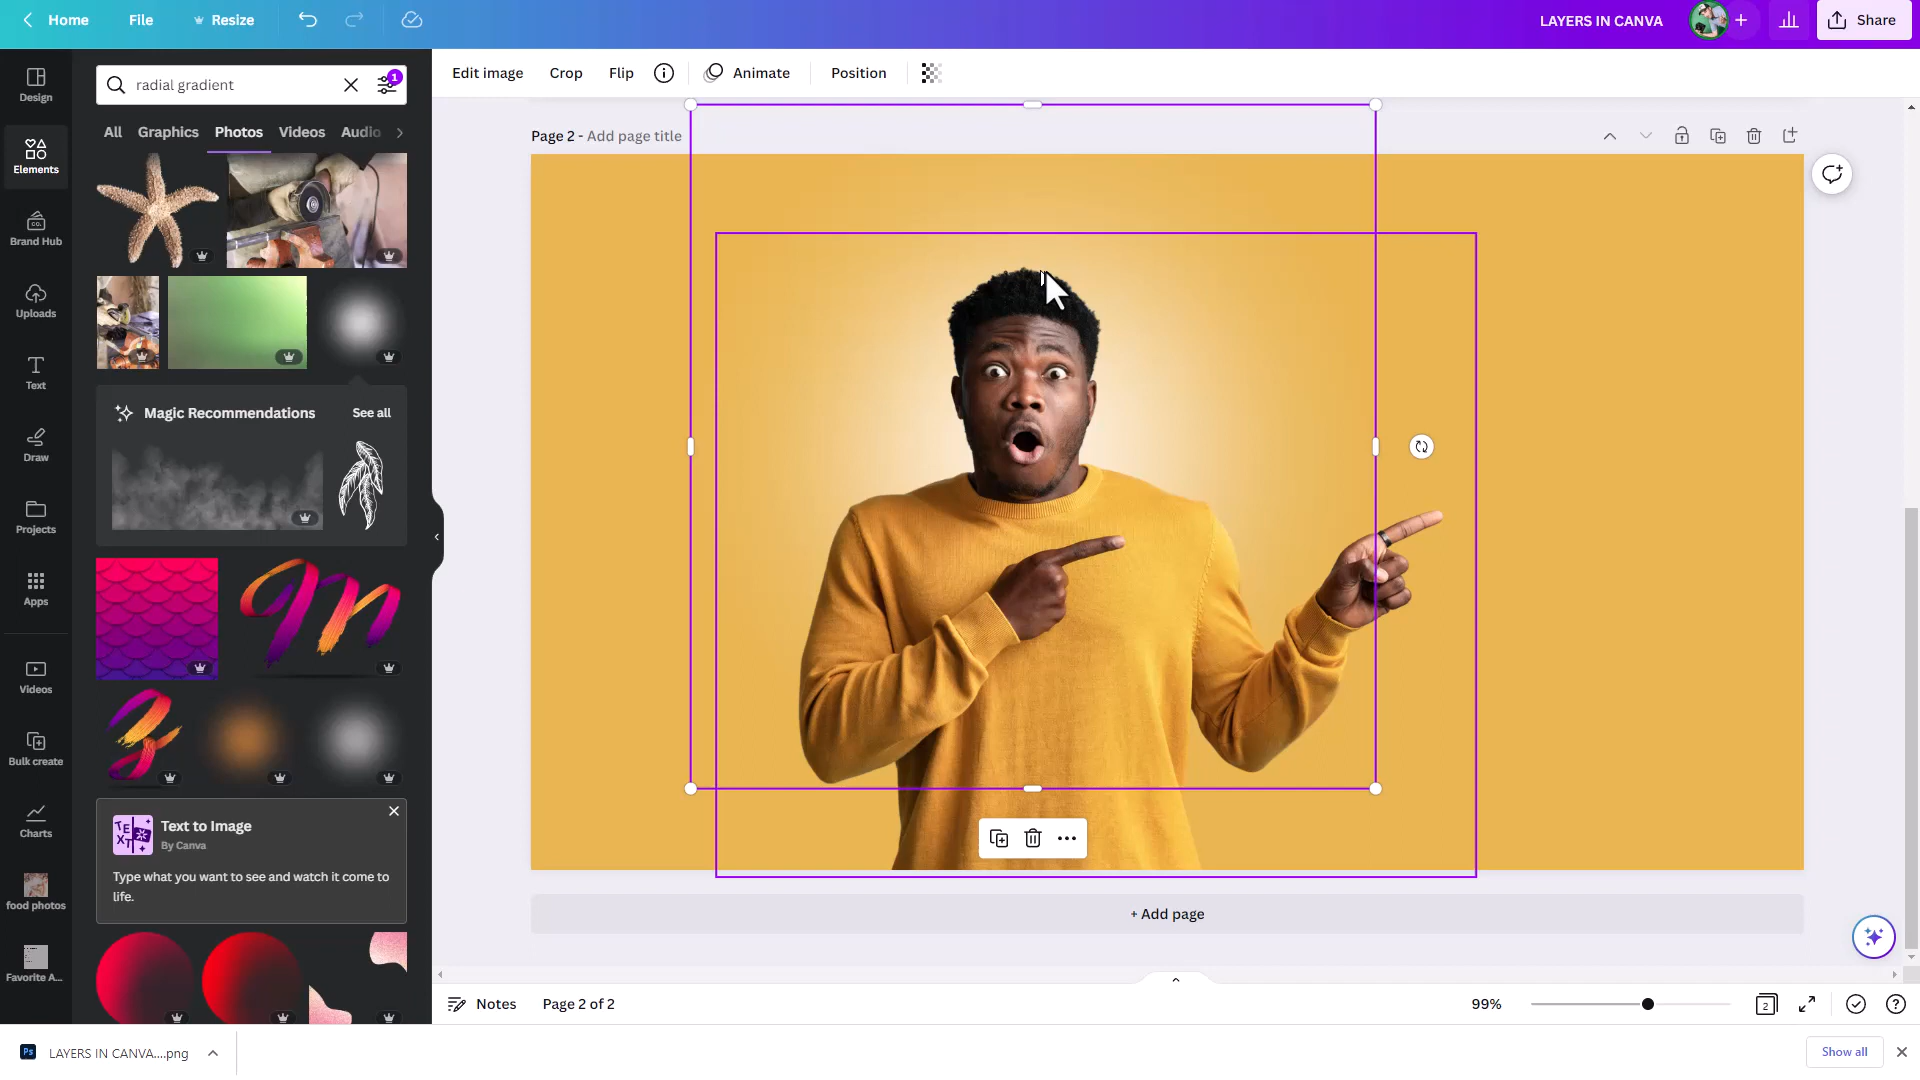 Home
File
Resize
LAYERS IN CANVA
Share
Design
Elements
Brand Hub
Uploads
Text
Draw
Projects
Apps
Videos
Bulk create
Charts
food photos
Favorite A...
radial gradient
1
All
Graphics
Photos
Videos
Audio
Magic Recommendations
See all
Text to Image
By Canva
Type what you want to see and watch it come to
life.
Edit image
Crop
Flip
Animate
Position
Page 2 - Add page title
+ Add page
Notes
Page 2 of 2
99%
2
LAYERS IN CANVA....png
Show all